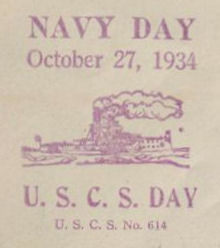 NAVY DAY
October 27, 1934
U. S. C. S. DAY
U. S. C. S. No. 614